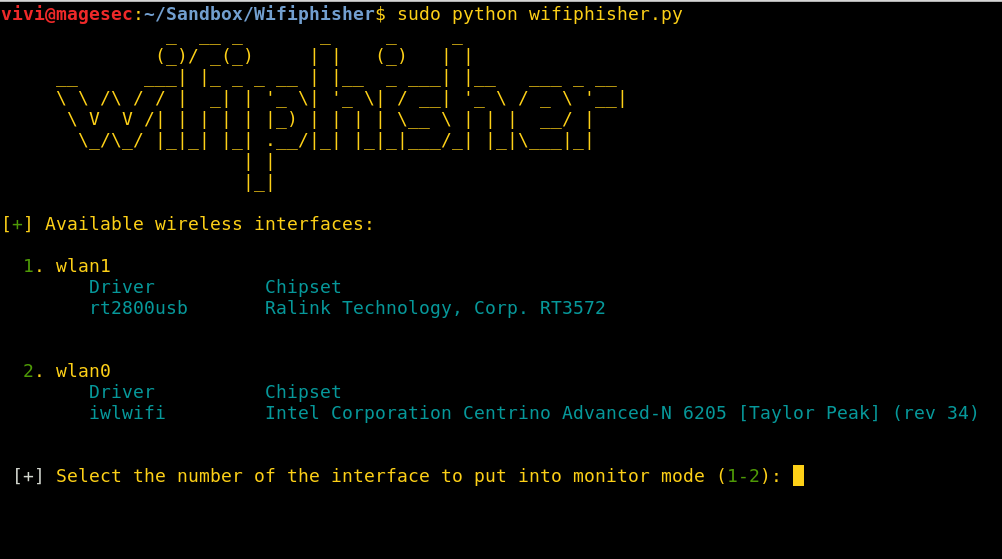 vivi@magesec:~/Sandbox/Wifiphisher$ sudo python wifiphisher.py
wifiphisher
[+] Available wireless interfaces:
1. wlan1
Driver Chipset
rt2800usb Ralink Technology, Corp. RT3572
2. wlan0
Driver Chipset
iwlwifi Intel Corporation Centrino Advanced-N 6205 [Taylor Peak] (rev 34)
[+] Select the number of the interface to put into monitor mode (1-2):